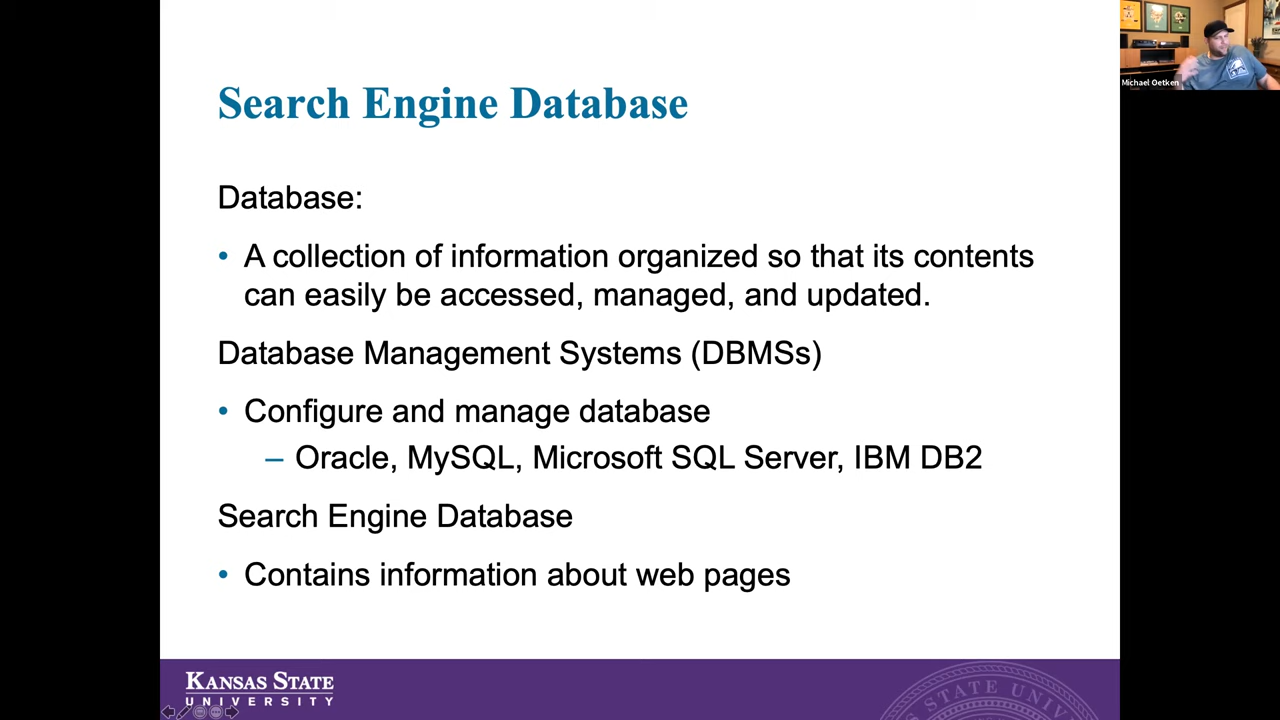 Search Engine Database
Michael Oetken
Database:
• A collection of information organized so that its contents
can easily be accessed, managed, and updated.
Database Management Systems (DBMSs)
• Configure and manage database
– Oracle, MySQL, Microsoft SQL Server, IBM DB2
Search Engine Database
• Contains information about web pages
KANSAS STATE
UNIVERSITY
STATE UNIV